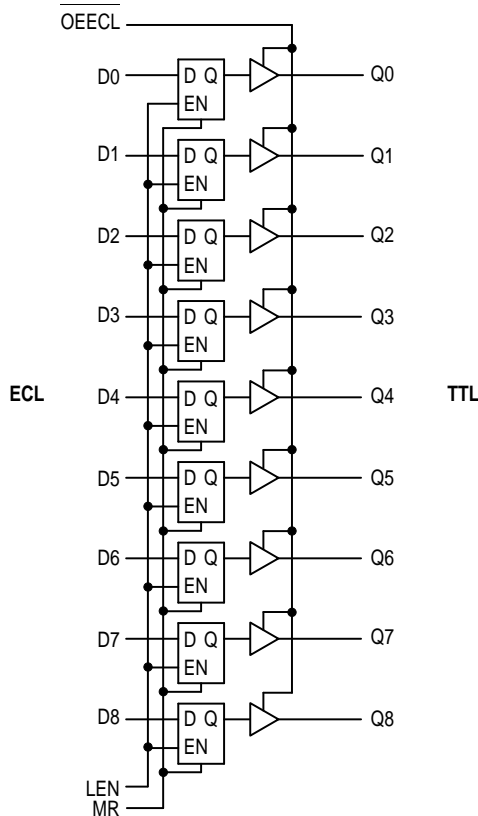 OEECL
D0 D Q Q0
EN
D1 D Q Q1
EN
D2 D Q Q2
EN
D3 D Q Q3
EN
ECL D4 D Q Q4 TTL
EN
D5 D Q Q5
EN
D6 D Q Q6
EN
D7 D Q Q7
EN
D8 D Q Q8
EN
LEN
MR